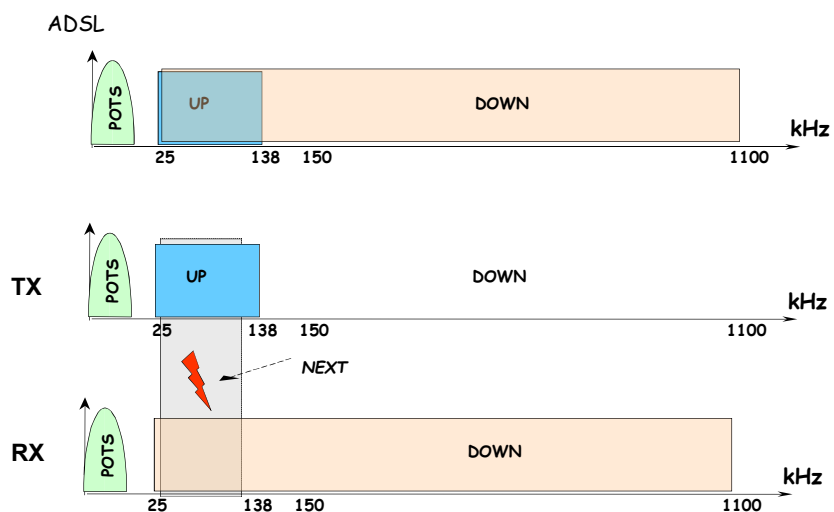 ADSL
POTS
UP
DOWN
kHz
25
138
150
1100
TX
POTS
UP
DOWN
kHz
25
138
150
1100
NEXT
RX
POTS
DOWN
kHz
25
138
150
1100